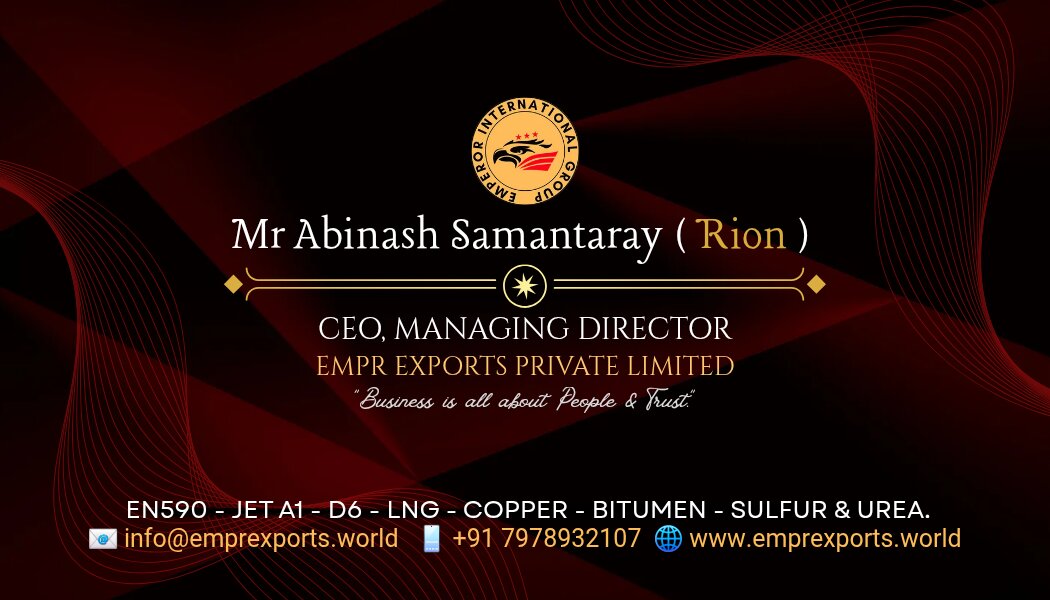 EMPEROR INTERNATIONAL GROUP
Mr Abinash Samantaray ( Rion )
CEO, MANAGING DIRECTOR
EMPR EXPORTS PRIVATE LIMITED
"Business is all about People & Trust."
EN590 - JET A1 - D6 - LNG - COPPER - BITUMEN - SULFUR & UREA.
info@emprexports.world +91 7978932107 www.emprexports.world